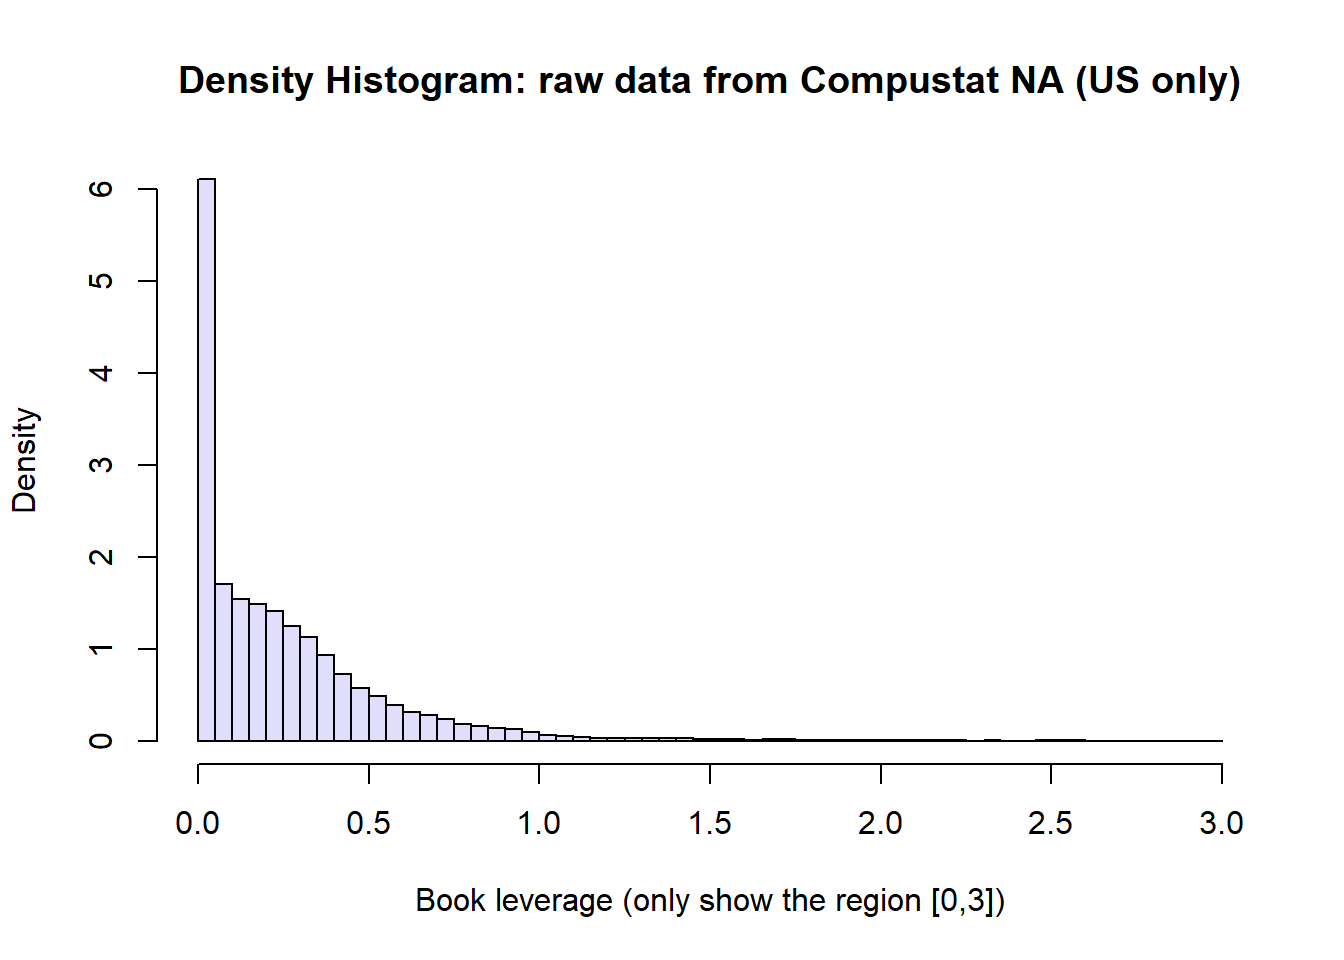 Density Histogram: raw data from Compustat NA (US only)
6
5
4
3
2
1
0
Density
0.0 0.5 1.0 1.5 2.0 2.5 3.0
Book leverage (only show the region [0,3])